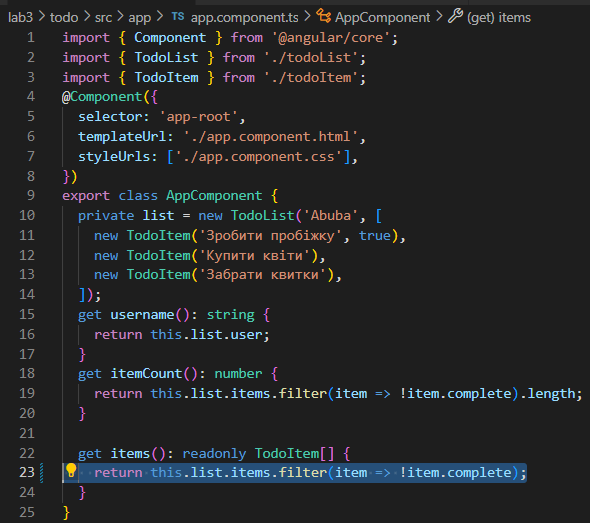 lab3 > todo > src > app > TS app.component.ts > AppComponent > (get) items
1 import { Component } from '@angular/core';
2 import { TodoList } from './todoList';
3 import { TodoItem } from './todoItem';
4 @Component({
5   selector: 'app-root',
6   templateUrl: './app.component.html',
7   styleUrls: ['./app.component.css'],
8 })
9 export class AppComponent {
10   private list = new TodoList('Abuba', [
11     new TodoItem('Зробити пробіжку', true),
12     new TodoItem('Купити квіти'),
13     new TodoItem('Забрати квитки'),
14   ]);
15   get username(): string {
16     return this.list.user;
17   }
18   get itemCount(): number {
19     return this.list.items.filter(item => !item.complete).length;
20   }
21
22   get items(): readonly TodoItem[] {
23     return this.list.items.filter(item => !item.complete);
24   }
25 }